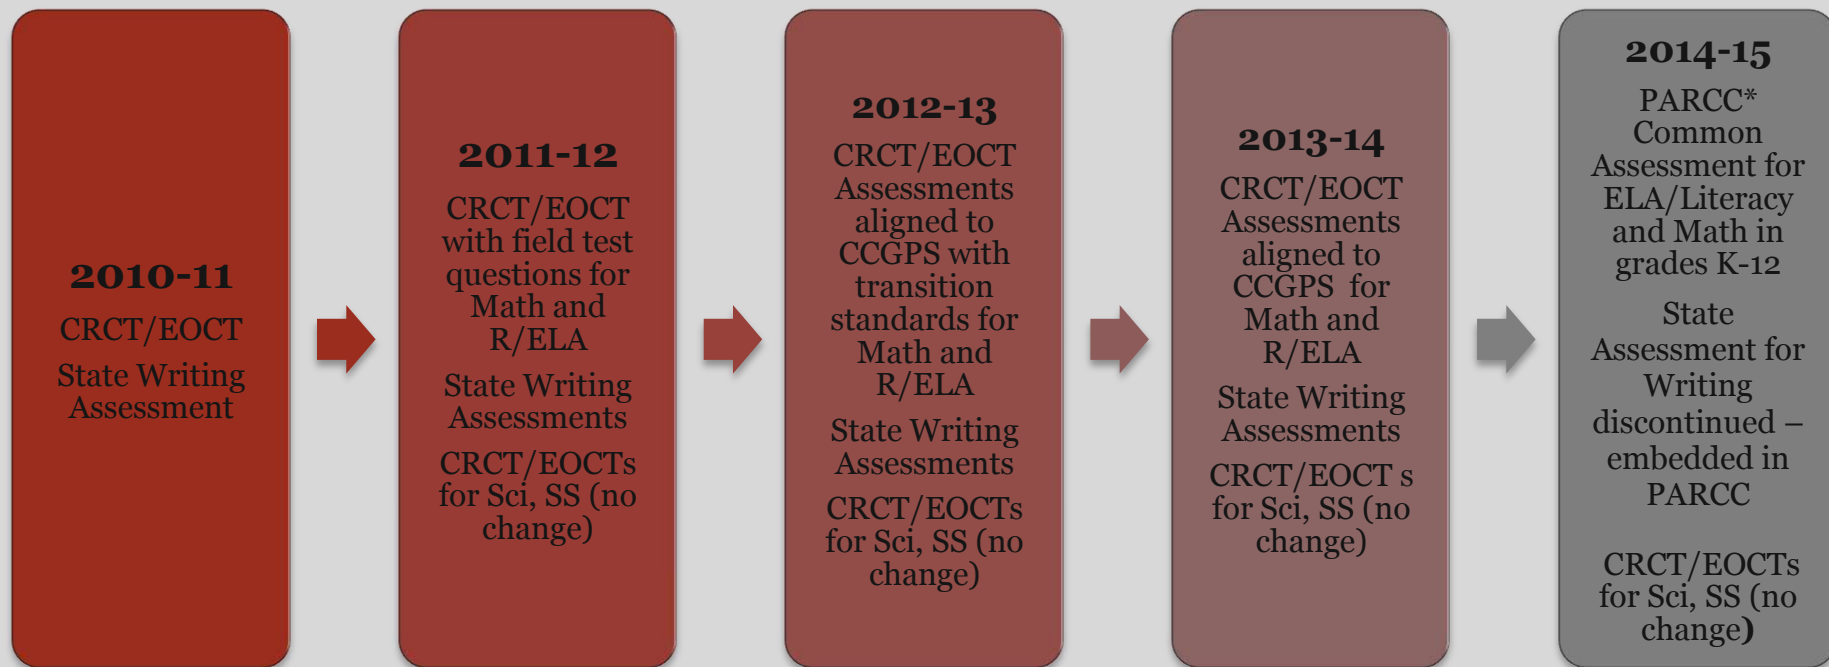 2010-11
CRCT/EOCT
State Writing
Assessment
2011-12
CRCT/EOCT
with field test
questions for
Math and
R/ELA
State Writing
Assessments
CRCT/EOCTs
for Sci, SS (no
change)
2012-13
CRCT/EOCT
Assessments
aligned to
CCGPS with
transition
standards for
Math and
R/ELA
State Writing
Assessments
CRCT/EOCTs
for Sci, SS (no
change)
2013-14
CRCT/EOCT
Assessments
aligned to
CCGPS for
Math and
R/ELA
State Writing
Assessments
CRCT/EOCT s
for Sci, SS (no
change)
2014-15
PARCC*
Common
Assessment for
ELA/Literacy
and Math in
grades K-12
State
Assessment for
Writing
discontinued –
embedded in
PARCC
CRCT/EOCTs
for Sci, SS (no
change)